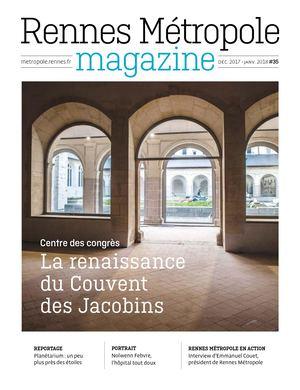 Rennes Métropole
metropole.rennes.fr
magazine
DÉC. 2017 - JANV. 2018 #35
Centre des congrès
La renaissance
du Couvent
des Jacobins
REPORTAGE
Planétarium : un peu
plus près des étoiles
PORTRAIT
Nolwenn Febvre,
l'hôpital tout doux
RENNES MÉTROPOLE EN ACTION
Interview d'Emmanuel Couet,
président de Rennes Métropole